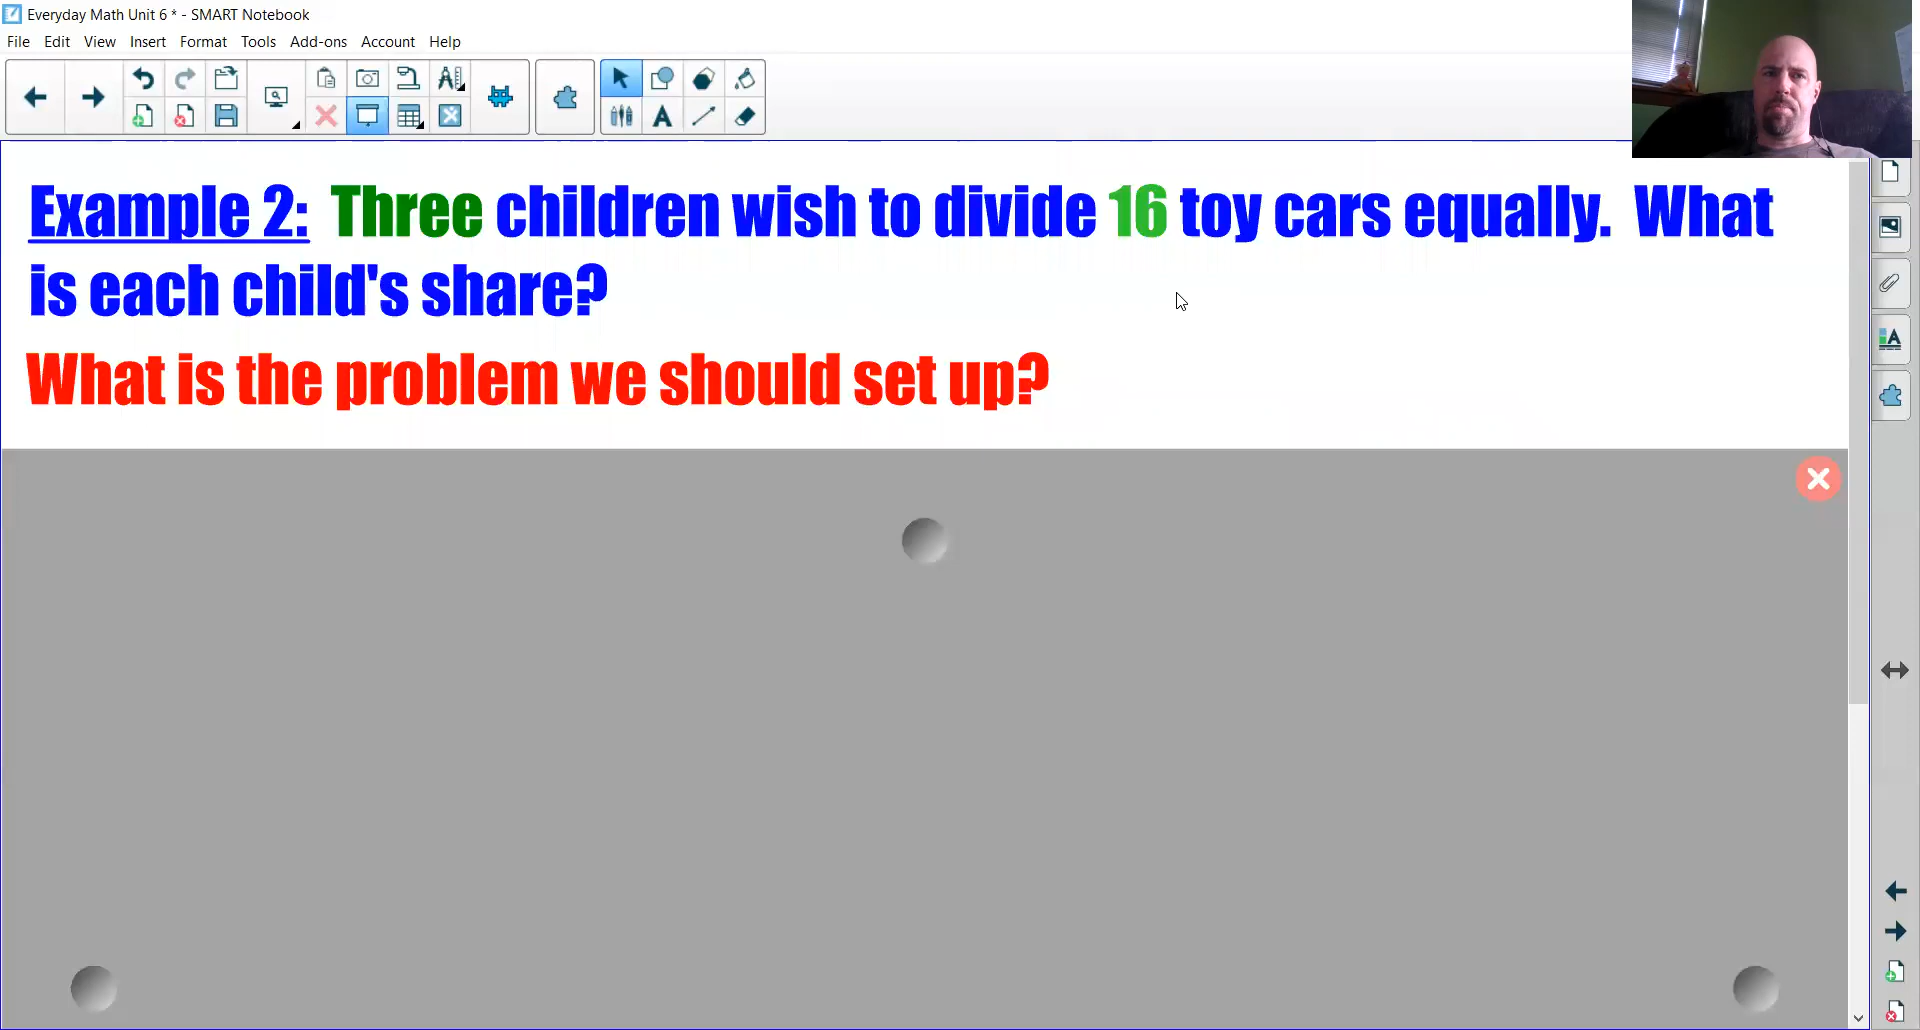 Everyday Math Unit 6 * - SMART Notebook
File Edit View Insert Format Tools Add-ons Account Help
Example 2: Three children wish to divide 16 toy cars equally. What
is each child's share?
What is the problem we should set up?